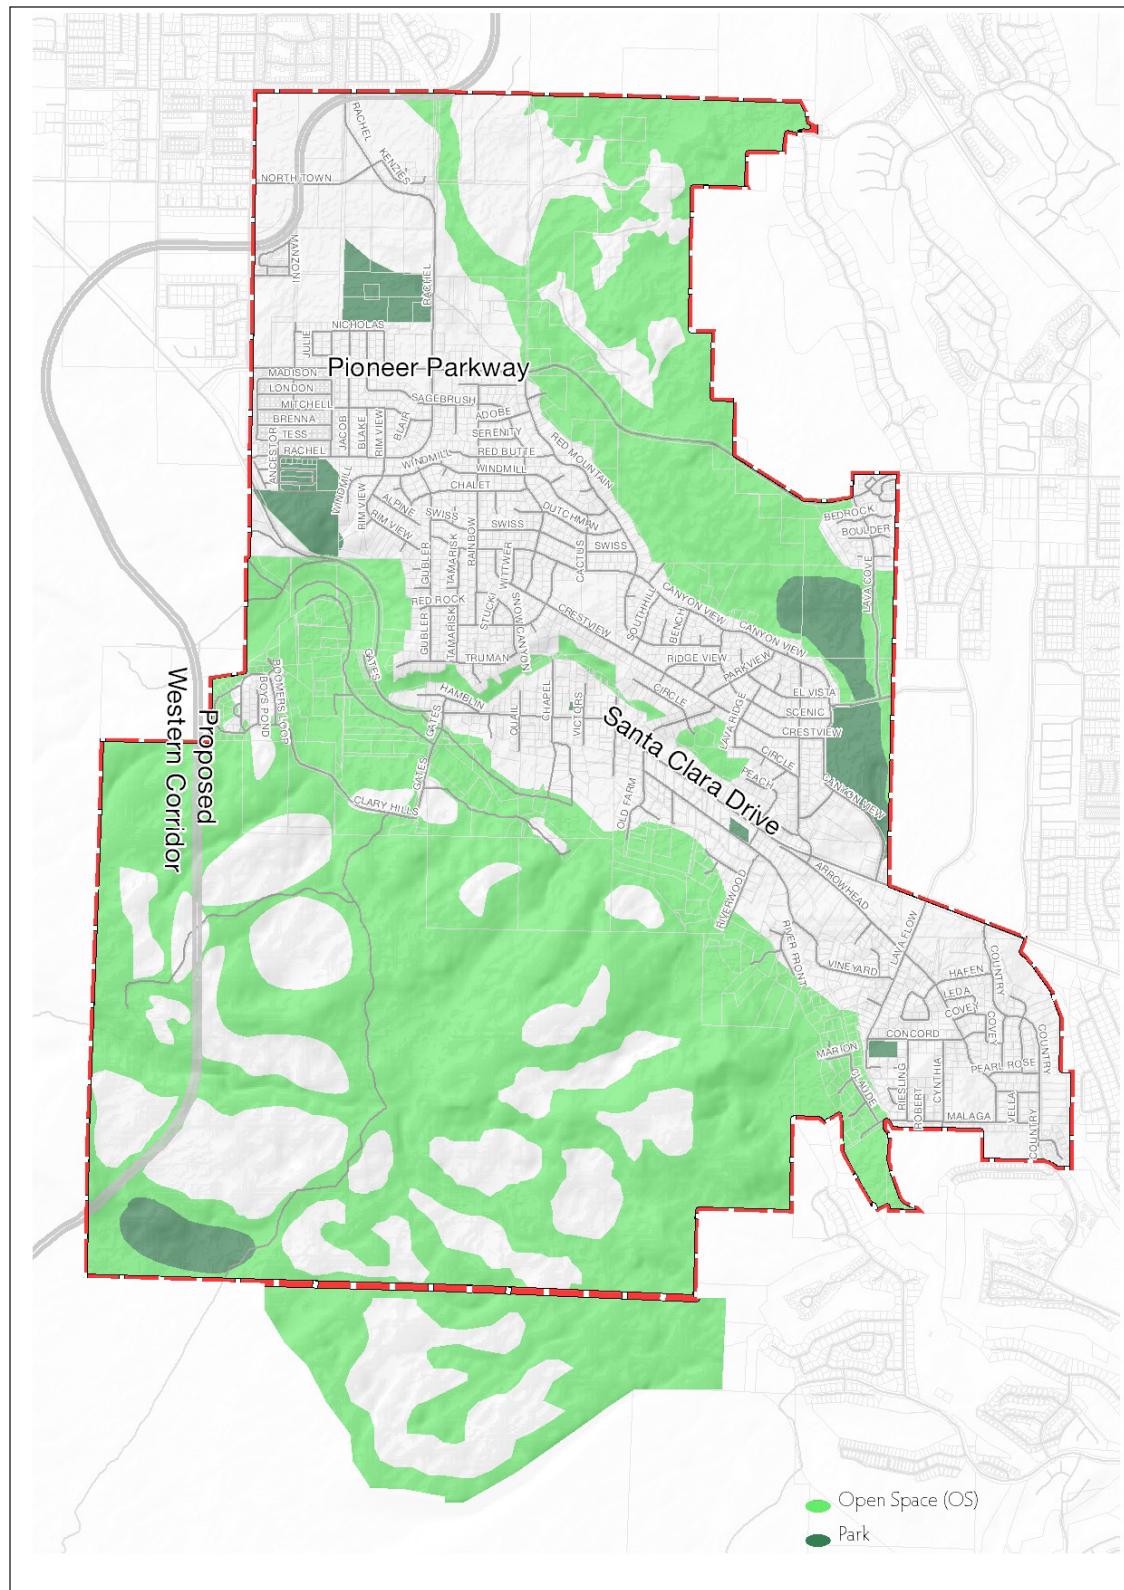 RACHEL
KENZIES
NORTH TOWN
MANZONI
RACHEL
NICHOLAS
JULIE
Pioneer Parkway
MADISON
LONDON
MITCHELL
BRENNA
TESS
RACHEL
ANCESTOR
JACOB
BLAKE
RIM VIEW
BLAIR
SAGEBRUSH
ADOBE
SERENITY
RED BUTTE
RED MOUNTAIN
WINDMILL
WINDMILL
WINDMILL
CHALET
RIM VIEW
ALPINE
RIM VIEW
SWISS
SWISS
DUTCHMAN
SWISS
CACTUS
GUBLER
TAMARISK
RAINBOW
WITTWER
STUCKI
SNOW CANYON
RED ROCK
GUBLER
TAMARISK
TRUMAN
CRESTVIEW
SOUTHHILL
BENCH
CANYON VIEW
CANYON VIEW
RIDGE VIEW
PARKVIEW
BEDROCK
BOULDER
LAVA COVE
EL VISTA
SCENIC
CRESTVIEW
CIRCLE
LAVA RIDGE
CIRCLE
PEACH
CANYON VIEW
GATES
HAMBLIN
GATES
GATES
QUAIL
CHAPEL
VICTORS
Santa Clara Drive
OLD FARM
BOOMERS LOOP
BOYS POND
CLARY HILLS
Proposed
Western Corridor
RIVERWOOD
ARROWHEAD
RIVER FRONT
VINEYARD
LAVA FLOW
HAFEN
COUNTRY
LEDA
COVEY
COVEY
CONCORD
COUNTRY
MARION
CLAUDE
PEARL ROSE
RIESLING
ROBERT
CYNTHIA
MALAGA
VELLA
COUNTRY
Open Space (OS)
Park